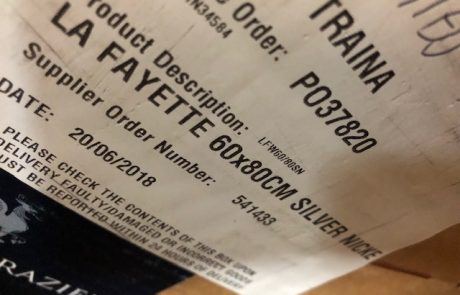 TRAINA
Order: PO37820
N34584
Product Description:
LFW60/80SN
LA FAYETTE 60x80CM SILVER NICKE
Supplier Order Number:
541433
DATE: 20/06/2018
PLEASE CHECK THE CONTENTS OF THIS BOX UPON
DELIVERY. FAULTY/DAMAGED OR INCORRECT GOODS
MUST BE REPORTED WITHIN 24 HOURS OF DELIVERY
RAZIE